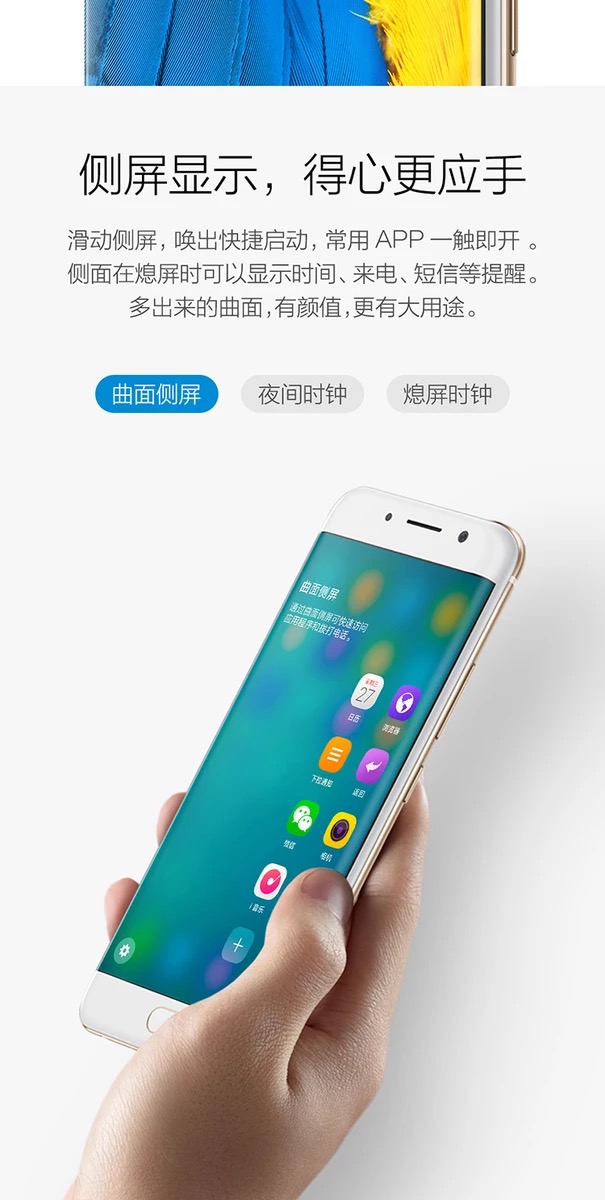 侧屏显示，得心更应手
滑动侧屏，唤出快捷启动，常用 APP 一触即开 。
侧面在熄屏时可以显示时间、来电、短信等提醒。
多出来的曲面,有颜值,更有大用途。
曲面侧屏
夜间时钟
熄屏时钟
曲面侧屏
通过曲面侧屏可快速访问
应用程序和拨打电话。
星期三
27
日历
浏览器
下拉通知
返回
微信
相机
i 音乐